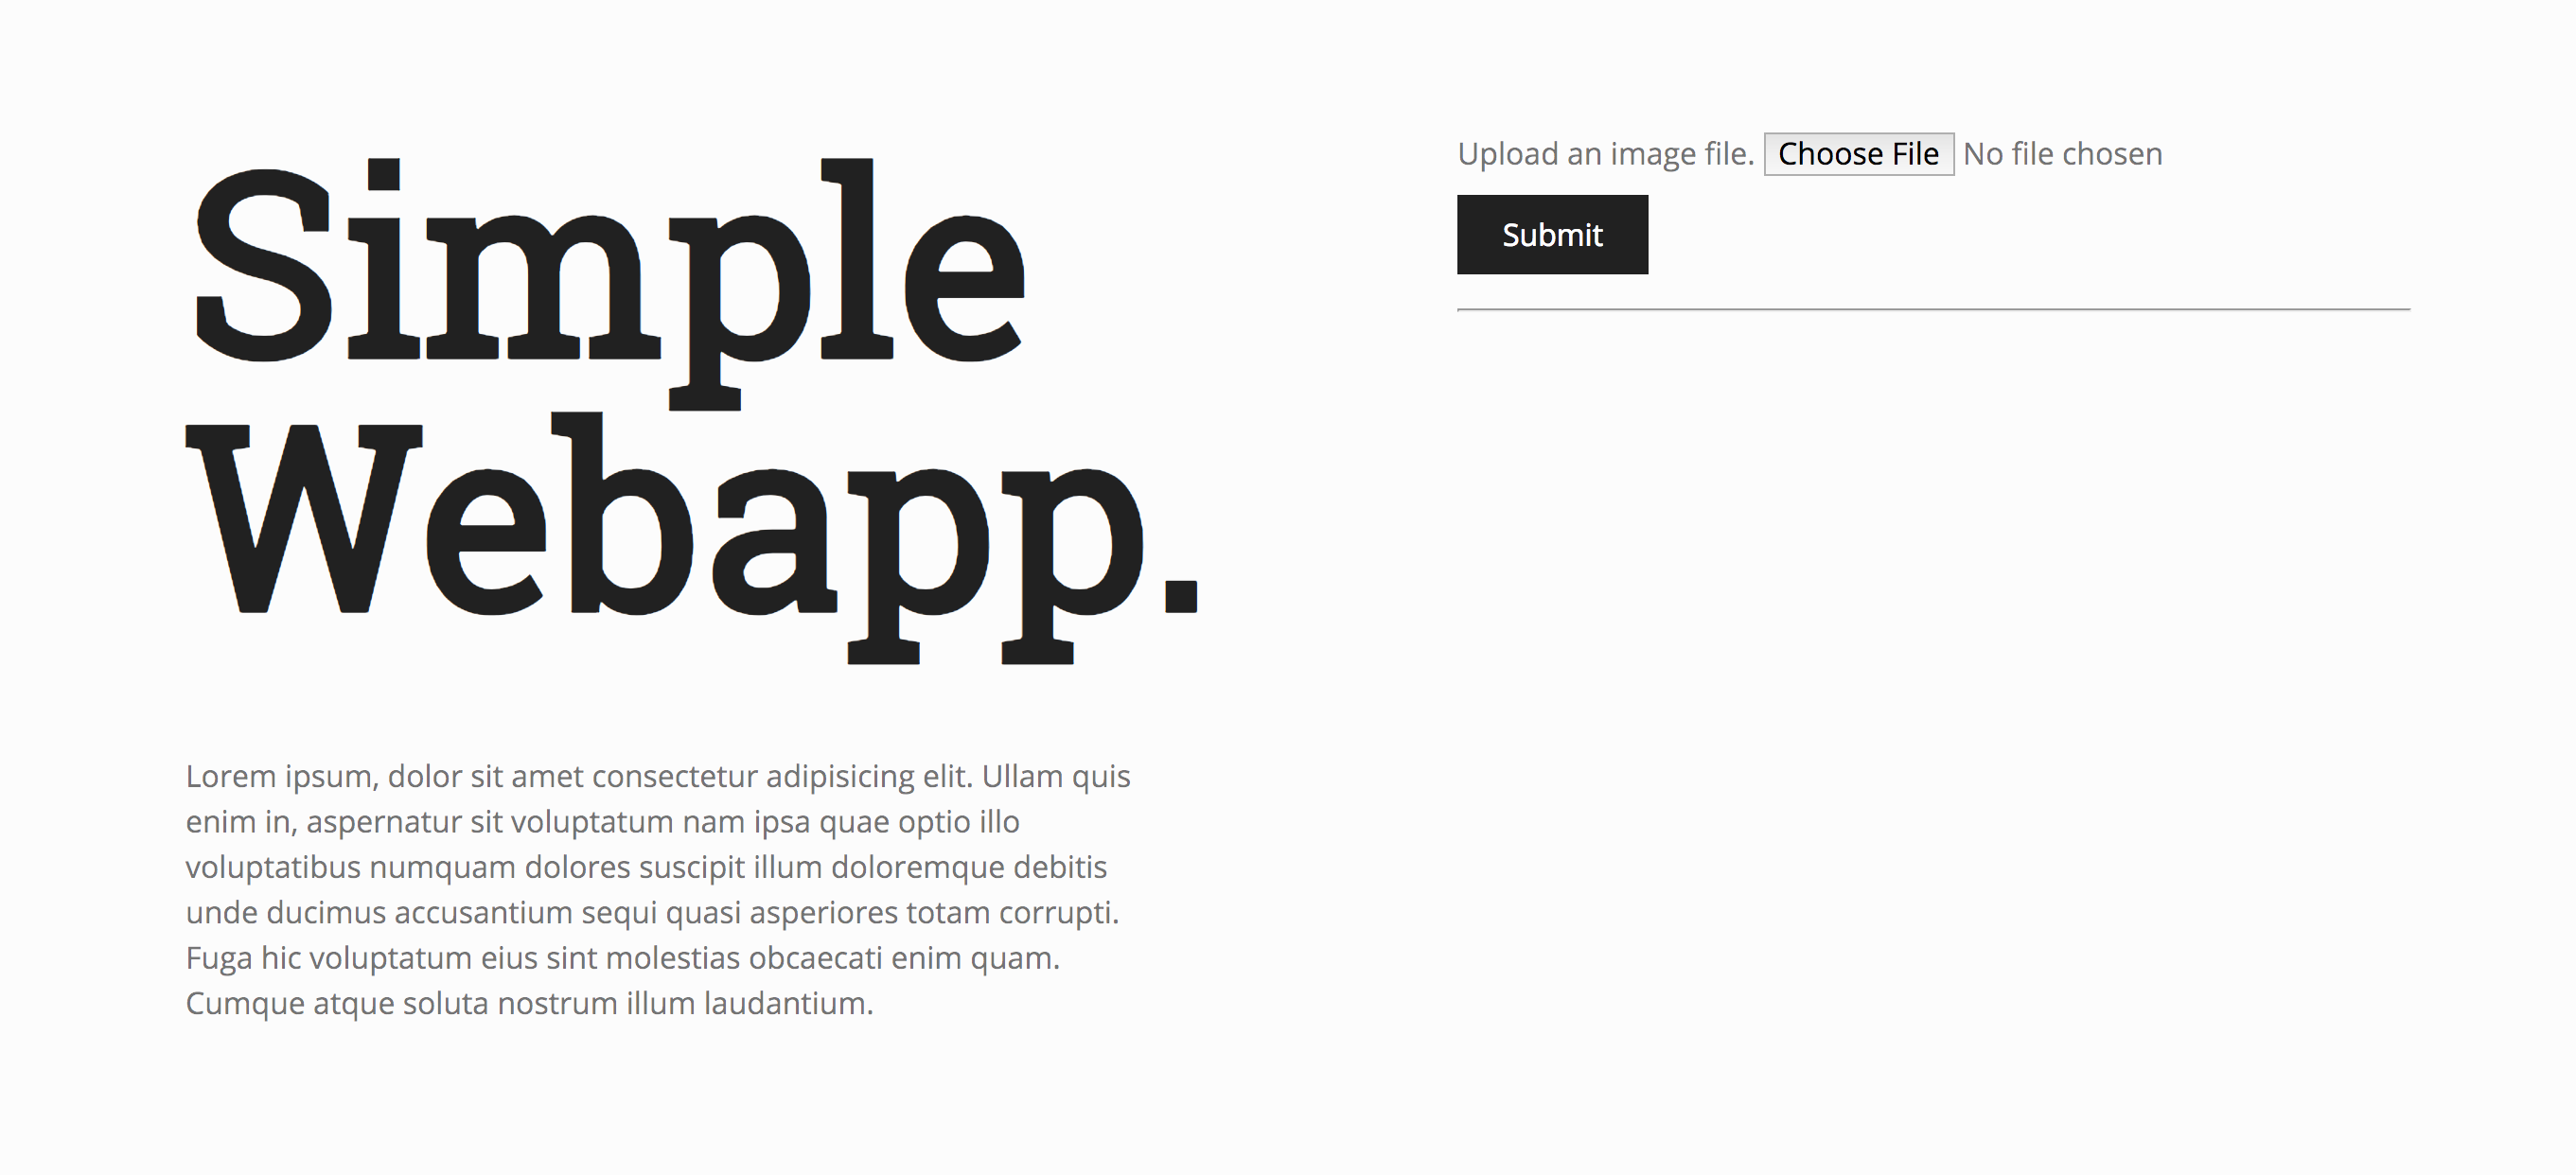 Simple
Webapp.
Lorem ipsum, dolor sit amet consectetur adipisicing elit. Ullam quis
enim in, aspernatur sit voluptatum nam ipsa quae optio illo
voluptatibus numquam dolores suscipit illum doloremque debitis
unde ducimus accusantium sequi quasi asperiores totam corrupti.
Fuga hic voluptatum eius sint molestias obcaecati enim quam.
Cumque atque soluta nostrum illum laudantium.
Upload an image file. Choose File No file chosen
Submit